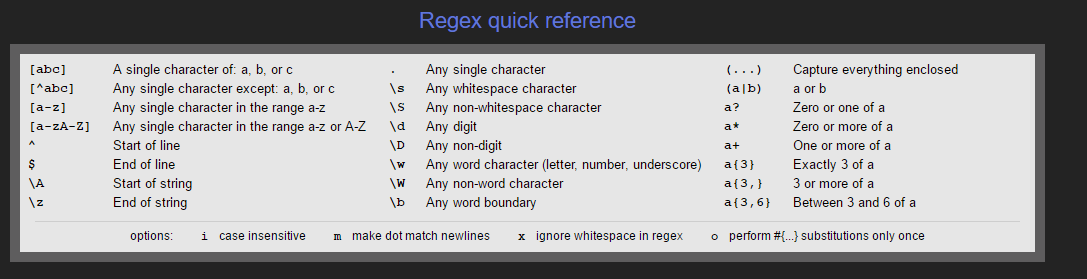 Regex quick reference
[abc] A single character of: a, b, or c . Any single character (...) Capture everything enclosed
[^abc] Any single character except: a, b, or c \s Any whitespace character (a|b) a or b
[a-z] Any single character in the range a-z \S Any non-whitespace character a? Zero or one of a
[a-zA-Z] Any single character in the range a-z or A-Z \d Any digit a* Zero or more of a
^ Start of line \D Any non-digit a+ One or more of a
$ End of line \w Any word character (letter, number, underscore) a{3} Exactly 3 of a
\A Start of string \W Any non-word character a{3,} 3 or more of a
\z End of string \b Any word boundary a{3,6} Between 3 and 6 of a
options: i case insensitive m make dot match newlines x ignore whitespace in regex o perform #{...} substitutions only once